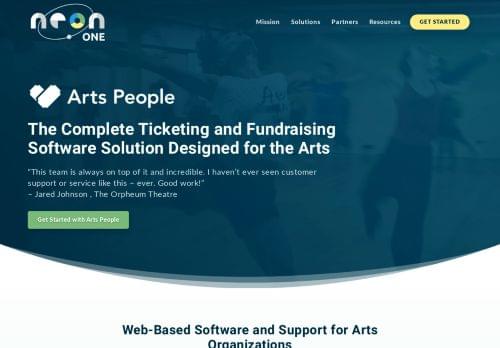 neon
ONE
Mission Solutions Partners Resources GET STARTED
Arts People
The Complete Ticketing and Fundraising
Software Solution Designed for the Arts
“This team is always on top of it and incredible. I haven’t ever seen customer
support or service like this – ever. Good work!”
– Jared Johnson , The Orpheum Theatre
Get Started with Arts People
Web-Based Software and Support for Arts
Organizations